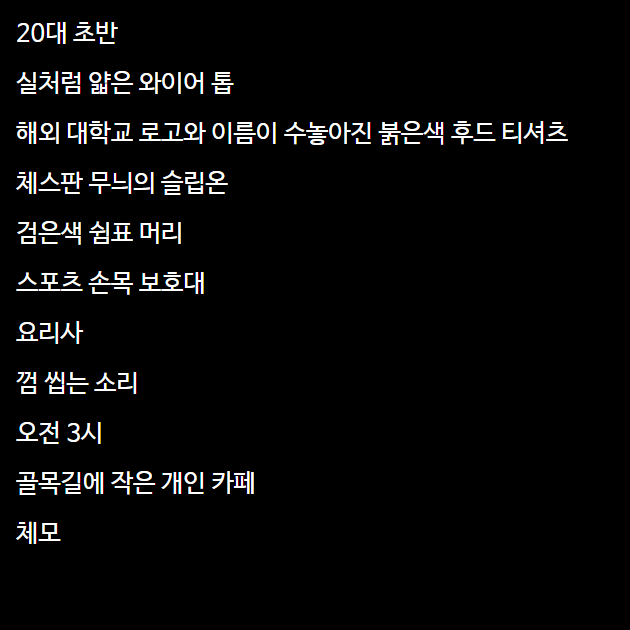 20대 초반
실처럼 얇은 와이어 톱
해외 대학교 로고와 이름이 수놓아진 붉은색 후드 티셔츠
체스판 무늬의 슬립온
검은색 쉼표 머리
스포츠 손목 보호대
요리사
껌 씹는 소리
오전 3시
골목길에 작은 개인 카페
체모